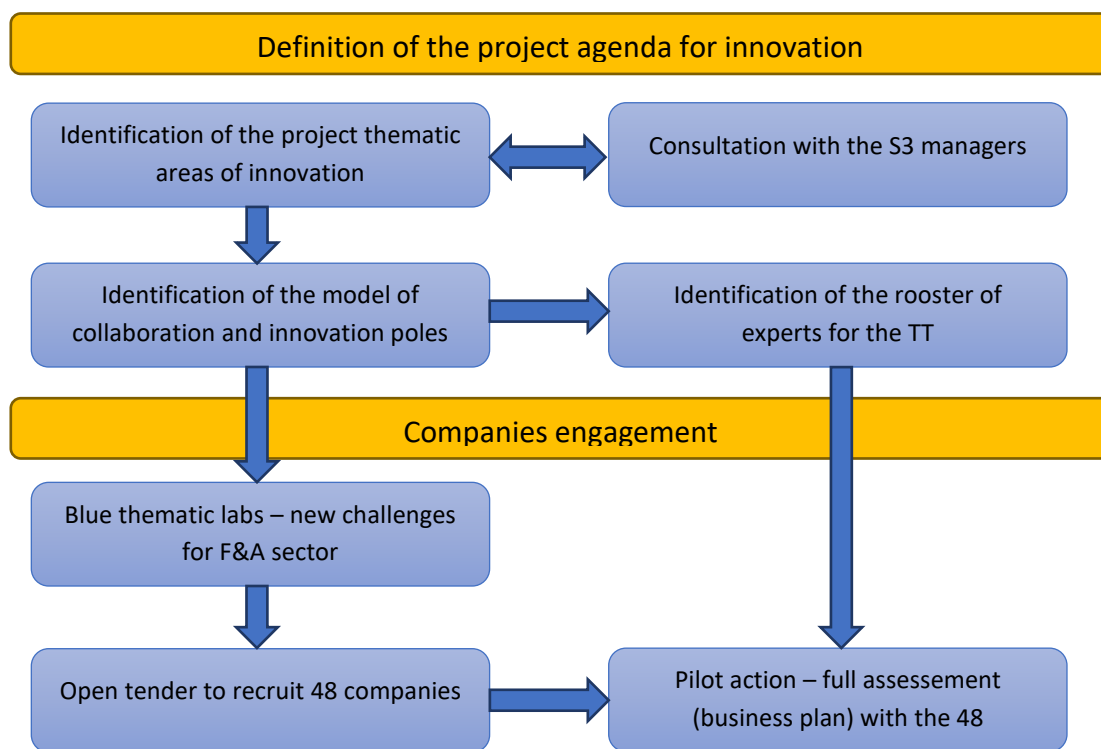 Definition of the project agenda for innovation
Identification of the project thematic
areas of innovation
Consultation with the S3 managers
Identification of the model of
collaboration and innovation poles
Identification of the rooster of
experts for the TT
Companies engagement
Blue thematic labs – new challenges
for F&A sector
Open tender to recruit 48 companies
Pilot action – full assessement
(business plan) with the 48